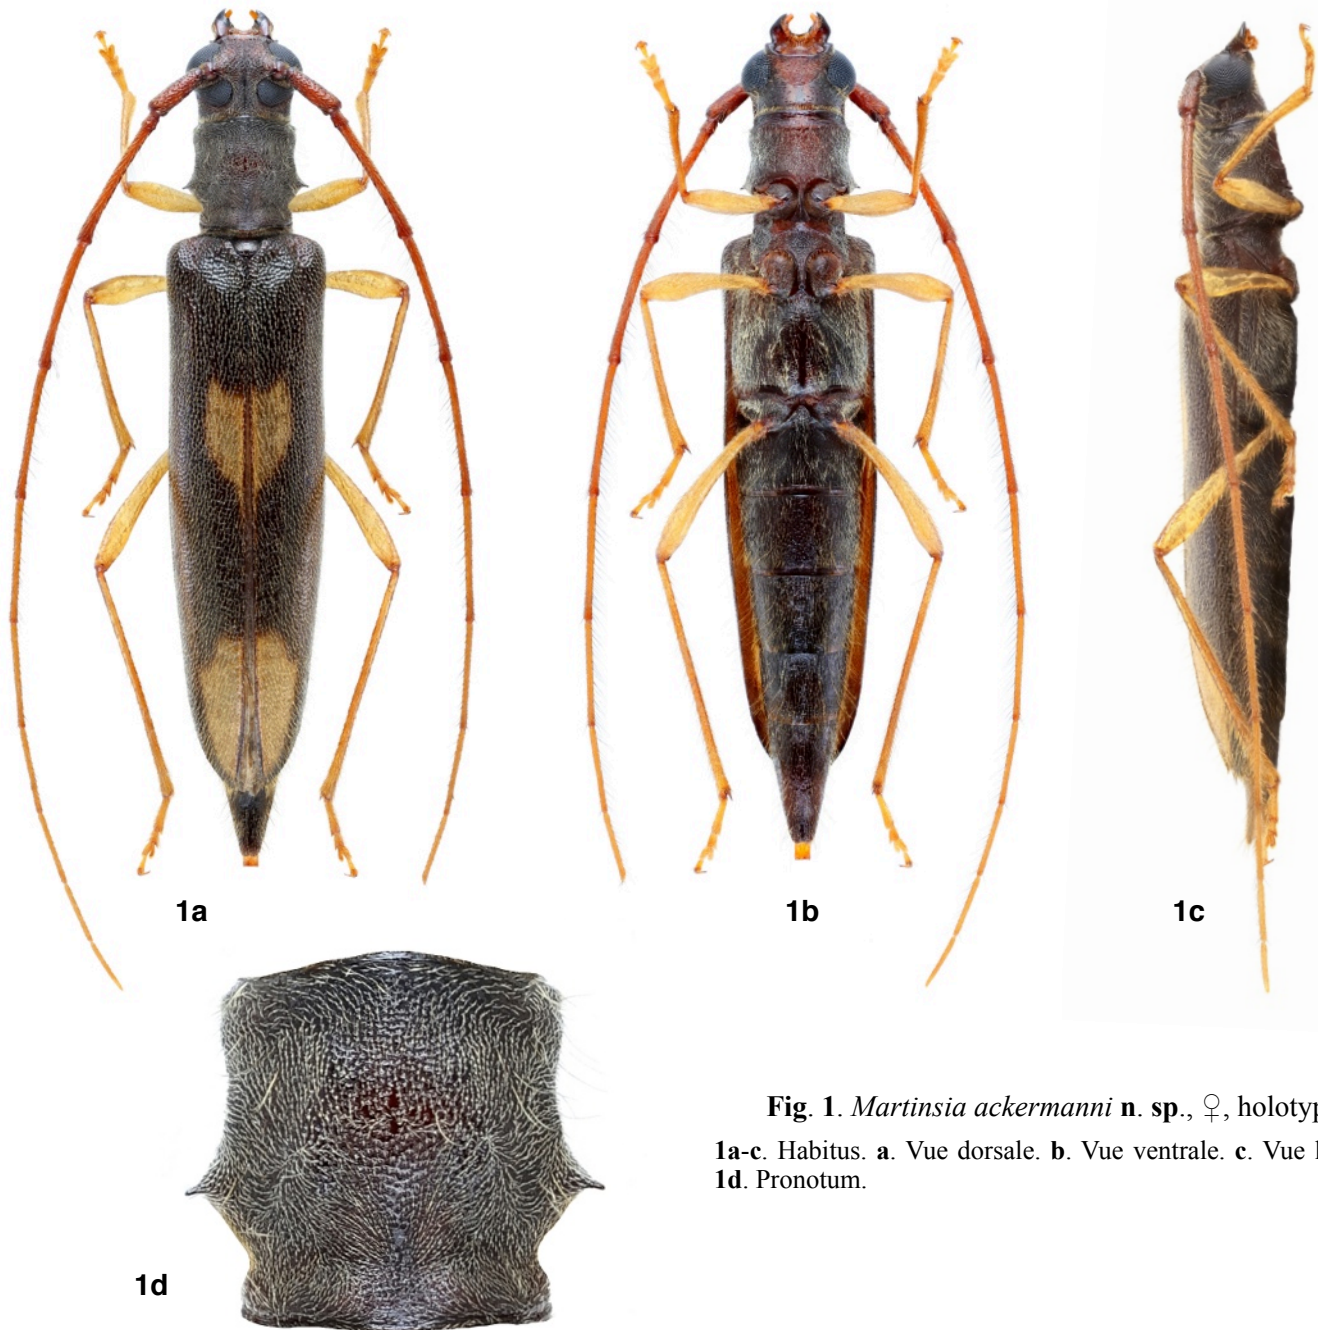 1a
1b
1c
1d
Fig. 1. Martinsia ackermanni n. sp., ♀,
1a-c. Habitus. a. Vue dorsale. b. Vue ventrale. c. Vue
1d. Pronotum.